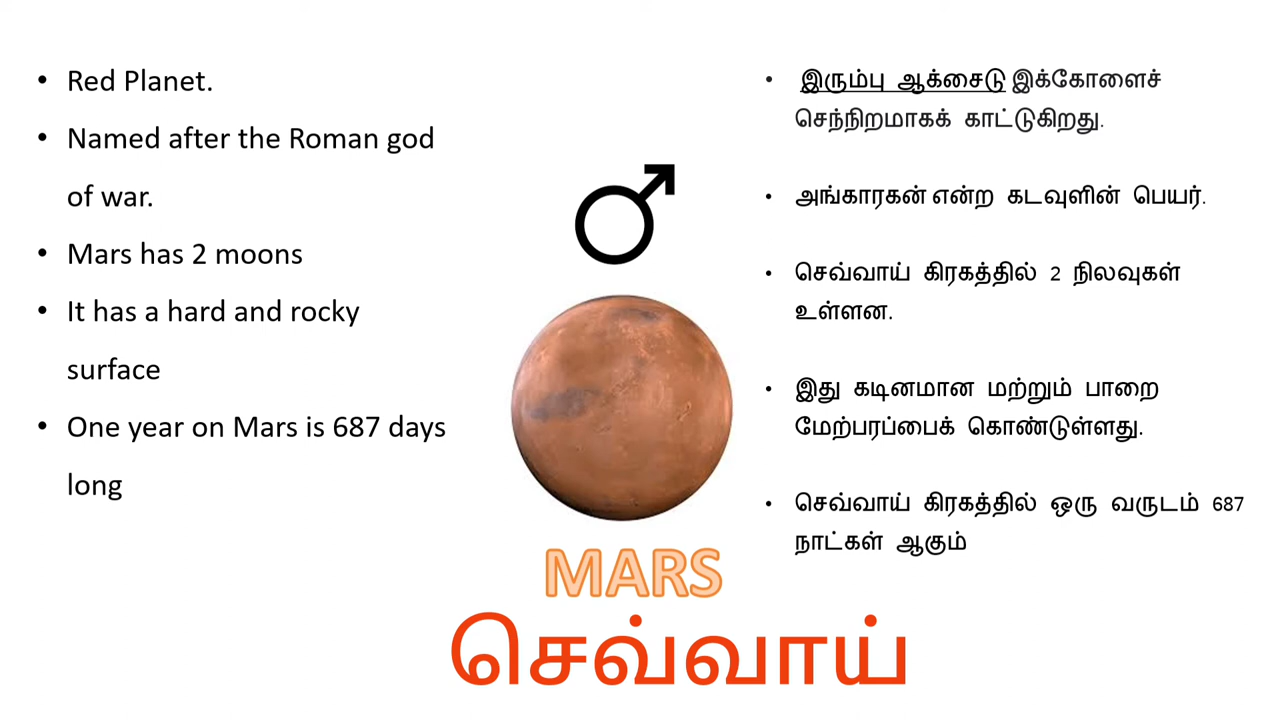 • Red Planet.
• Named after the Roman god
of war.
• Mars has 2 moons
• It has a hard and rocky
surface
• One year on Mars is 687 days
long
MARS
செவ்வாய்
• இரும்பு ஆக்சைடு இக்கோளைச்
செந்நிறமாகக் காட்டுகிறது.
• அங்காரகன் என்ற கடவுளின் பெயர்.
• செவ்வாய் கிரகத்தில் 2 நிலவுகள்
உள்ளன.
• இது கடினமான மற்றும் பாறை
மேற்பரப்பைக் கொண்டுள்ளது.
• செவ்வாய் கிரகத்தில் ஒரு வருடம் 687
நாட்கள் ஆகும்